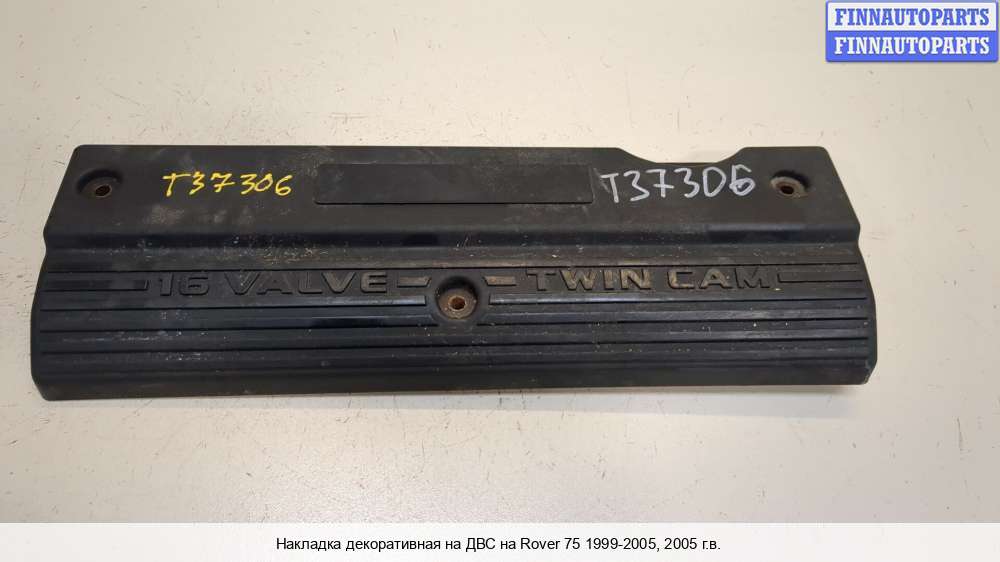 FINNAUTOPARTS
FINNAUTOPARTS
T37306
T37306
16 VALVE TWIN CAM
Накладка декоративная на ДВС на Rover 75 1999-2005, 2005 г.в.